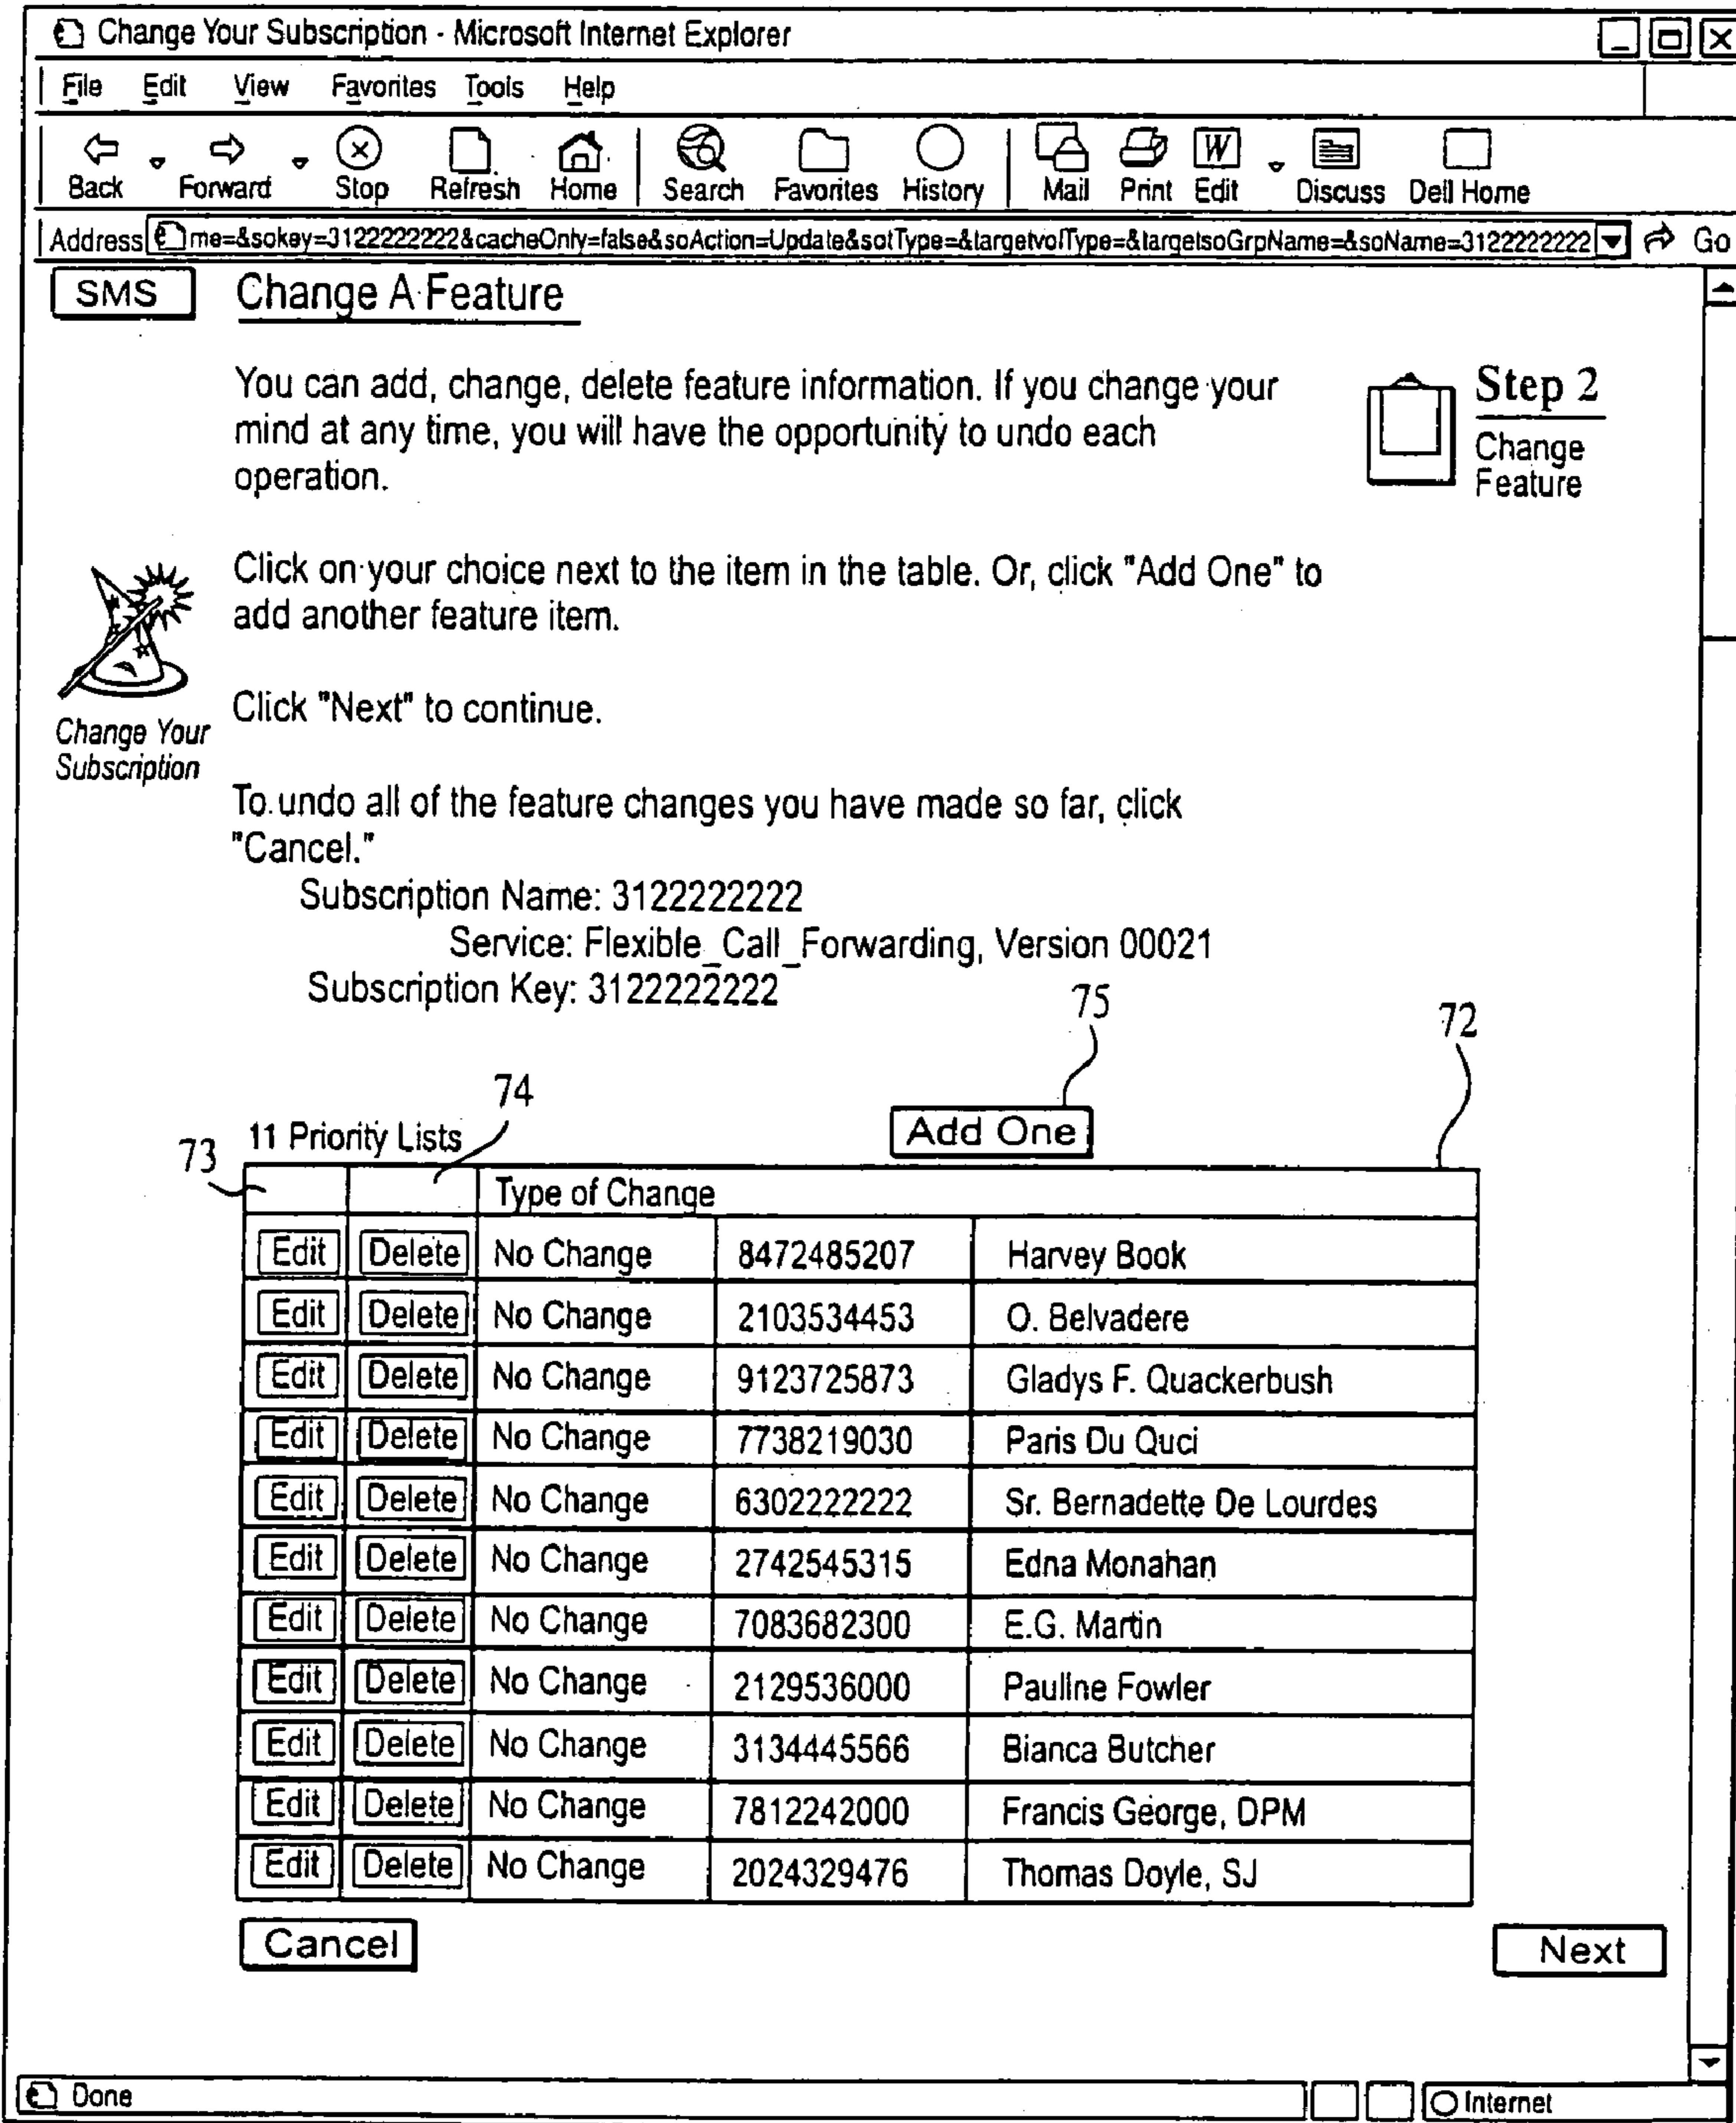 Change Your Subscription - Microsoft Internet Explorer
File Edit View Favorites Tools Help
Back Forward Stop Refresh Home Search Favorites History Mail Print Edit Discuss Dell Home
Address me=&sokey=3122222222&cacheOnly=false&soAction=Update&sotType=&targetvolType=&targetsoGrpName=&soName=3122222222 Go
SMS Change A Feature
You can add, change, delete feature information. If you change your
mind at any time, you will have the opportunity to undo each
operation.
Step 2
Change
Feature
Click on your choice next to the item in the table. Or, click "Add One" to
add another feature item.
Click "Next" to continue.
Change Your
Subscription
To undo all of the feature changes you have made so far, click
"Cancel."
Subscription Name: 3122222222
Service: Flexible_Call_Forwarding, Version 00021
Subscription Key: 3122222222
75
72
74
73
11 Priority Lists Add One
Type of Change
Edit Delete No Change 8472485207 Harvey Book
Edit Delete No Change 2103534453 O. Belvadere
Edit Delete No Change 9123725873 Gladys F. Quackerbush
Edit Delete No Change 7738219030 Paris Du Quci
Edit Delete No Change 6302222222 Sr. Bernadette De Lourdes
Edit Delete No Change 2742545315 Edna Monahan
Edit Delete No Change 7083682300 E.G. Martin
Edit Delete No Change 2129536000 Pauline Fowler
Edit Delete No Change 3134445566 Bianca Butcher
Edit Delete No Change 7812242000 Francis George, DPM
Edit Delete No Change 2024329476 Thomas Doyle, SJ
Cancel Next
Done Internet